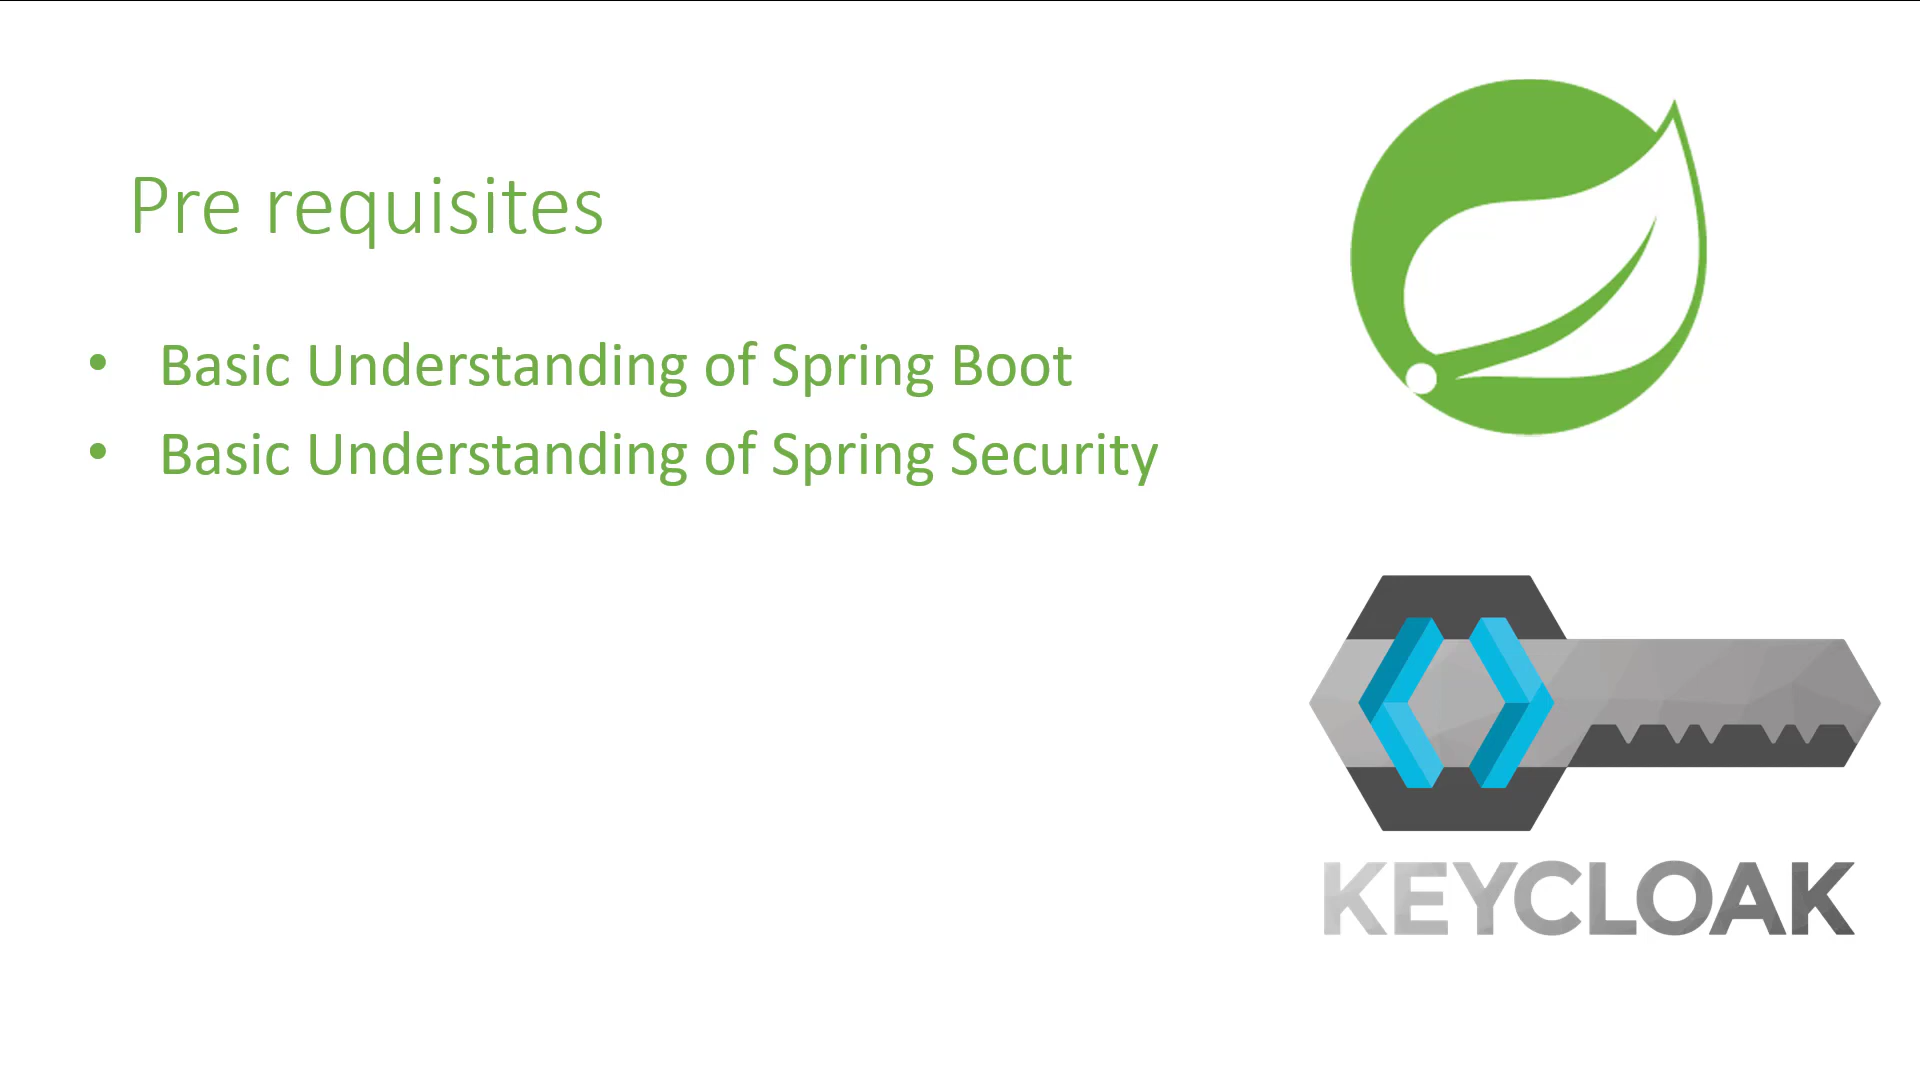 Pre requisites
• Basic Understanding of Spring Boot
• Basic Understanding of Spring Security
KEYCLOAK